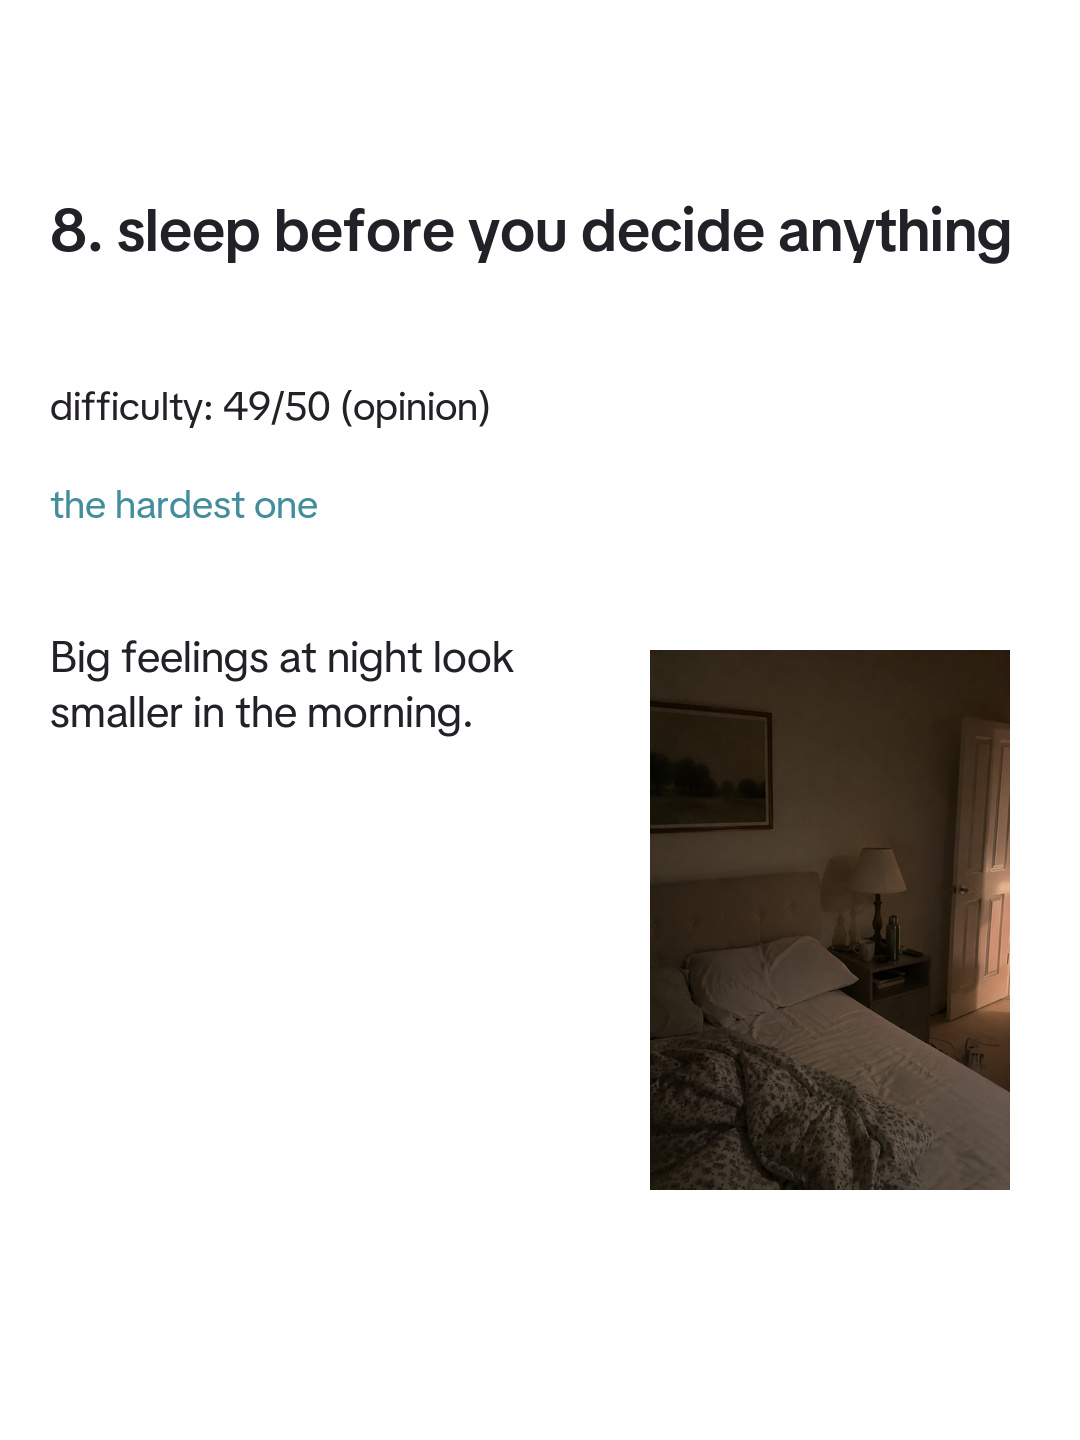 8. sleep before you decide anything
difficulty: 49/50 (opinion)
the hardest one
Big feelings at night look
smaller in the morning.